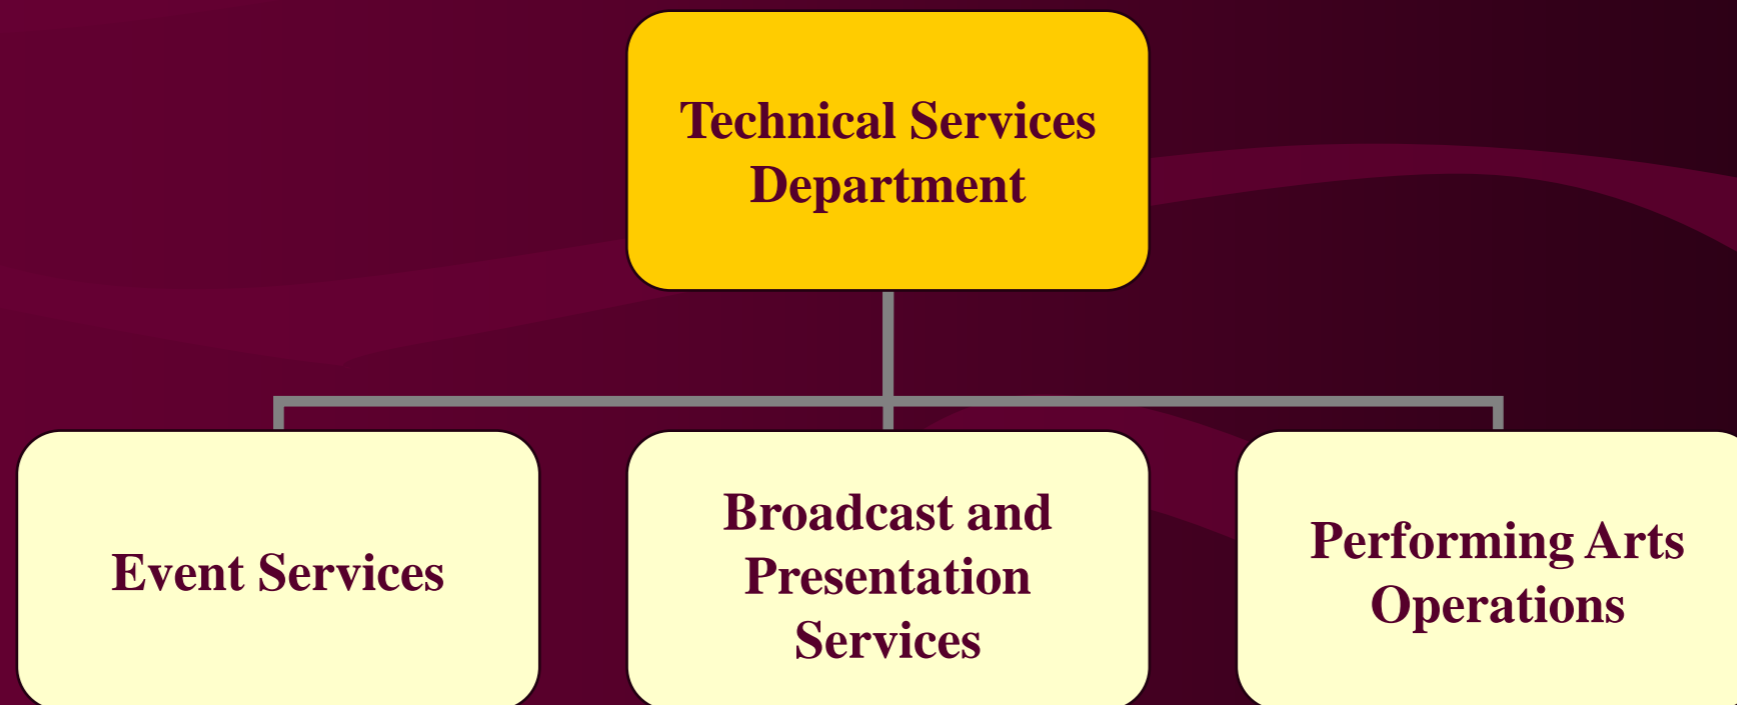 Technical Services
Department
Event Services
Broadcast and
Presentation
Services
Performing Arts
Operations